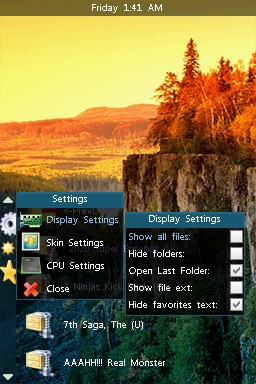 Friday 1:41 AM
Settings
Display Settings
Skin Settings
CPU Settings
Close
Display Settings
Show all files:
Hide folders:
Open Last Folder:
Show file ext:
Hide favorites text:
Ninjas Kick
7th Saga, The (U)
AAAHH!!! Real Monster